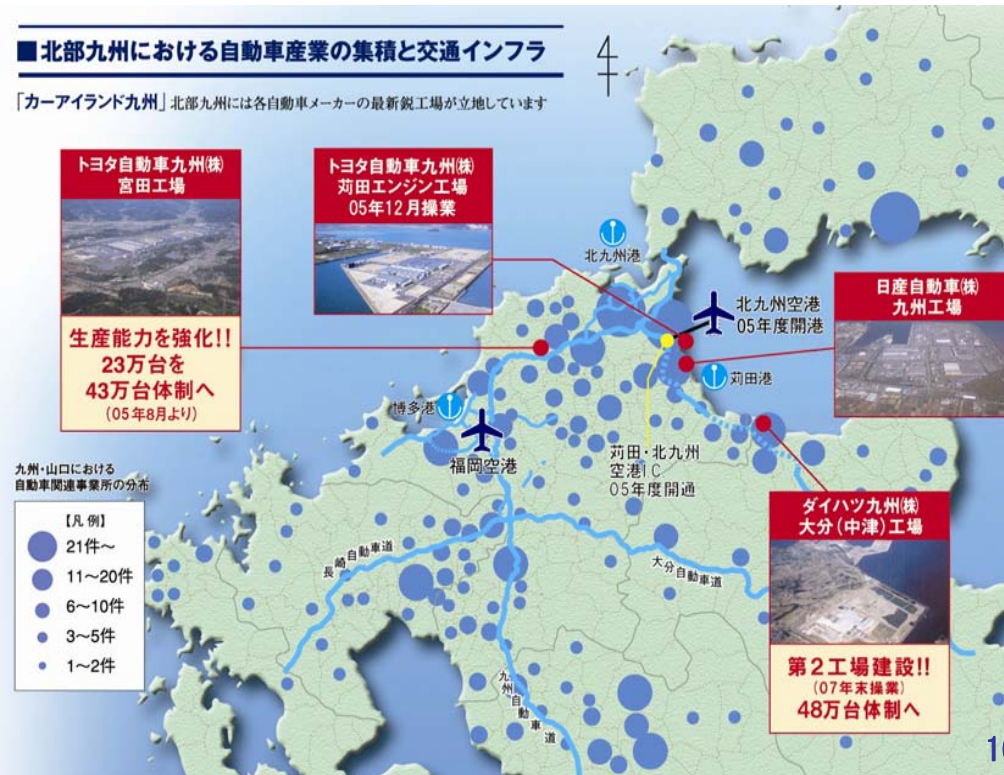 ■北部九州における自動車産業の集積と交通インフラ
「カーアイランド九州」北部九州には各自動車メーカーの最新鋭工場が立地しています
トヨタ自動車九州㈱
宮田工場
生産能力を強化!!
23万台を
43万台体制へ
(05年8月より)
トヨタ自動車九州㈱
苅田エンジン工場
05年12月操業
北九州港
北九州空港
05年度開港
日産自動車㈱
九州工場
苅田港
博多港
福岡空港
苅田・北九州
空港IC
05年度開通
九州・山口における
自動車関連事業所の分布
【凡例】
21件～
11～20件
6～10件
3～5件
1～2件
長崎自動車道
大分自動車道
九州自動車道
ダイハツ九州㈱
大分(中津)工場
第2工場建設!!
(07年末操業)
48万台体制へ